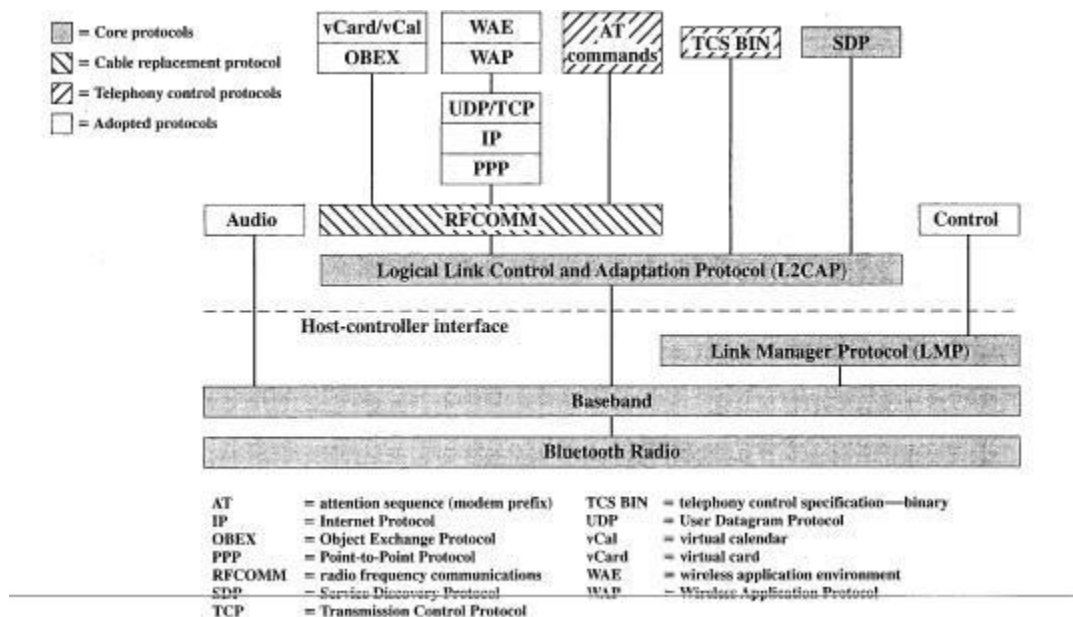 = Core protocols
= Cable replacement protocol
= Telephony control protocols
= Adopted protocols
vCard/vCal
OBEX
WAE
WAP
UDP/TCP
IP
PPP
AT
commands
TCS BIN
SDP
Audio
RFCOMM
Control
Logical Link Control and Adaptation Protocol (L2CAP)
Host-controller interface
Link Manager Protocol (LMP)
Baseband
Bluetooth Radio
AT = attention sequence (modem prefix)
IP = Internet Protocol
OBEX = Object Exchange Protocol
PPP = Point-to-Point Protocol
RFCOMM = radio frequency communications
SDP = Service Discovery Protocol
TCP = Transmission Control Protocol
TCS BIN = telephony control specification—binary
UDP = User Datagram Protocol
vCal = virtual calendar
vCard = virtual card
WAE = wireless application environment
WAP = Wireless Application Protocol